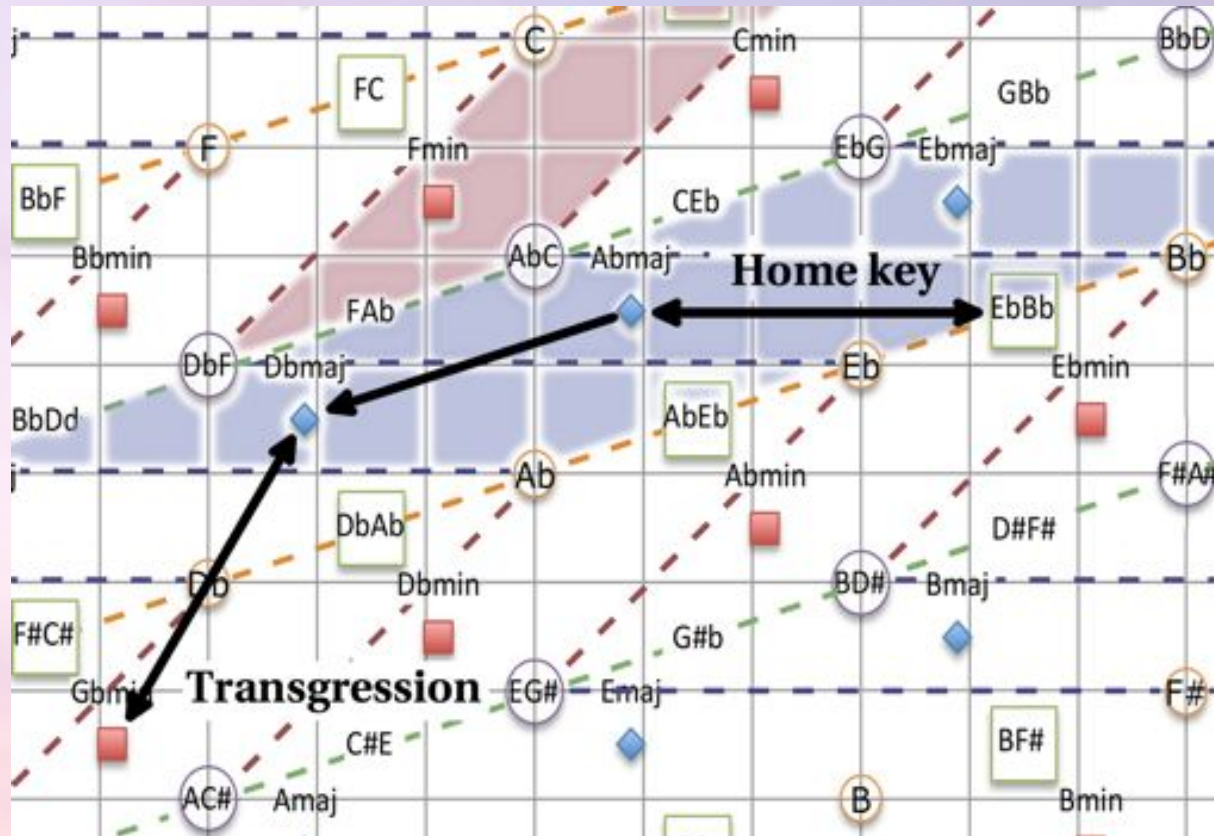 j
C
Cmin
BbD
FC
GBb
F
Fmin
EbG
Ebmaj
BbF
CEb
Bbmin
AbC
Abmaj
Home key
Bb
FAb
EbBb
DbF
Dbmaj
Eb
Ebmin
BbDd
AbEb
j
Ab
Abmin
F#A#
DbAb
D#F#
Db
Dbmin
BD#
Bmaj
F#C#
G#b
Gbmin
Transgression
EG#
Emaj
F#
C#E
BF#
AC#
Amaj
B
Bmin